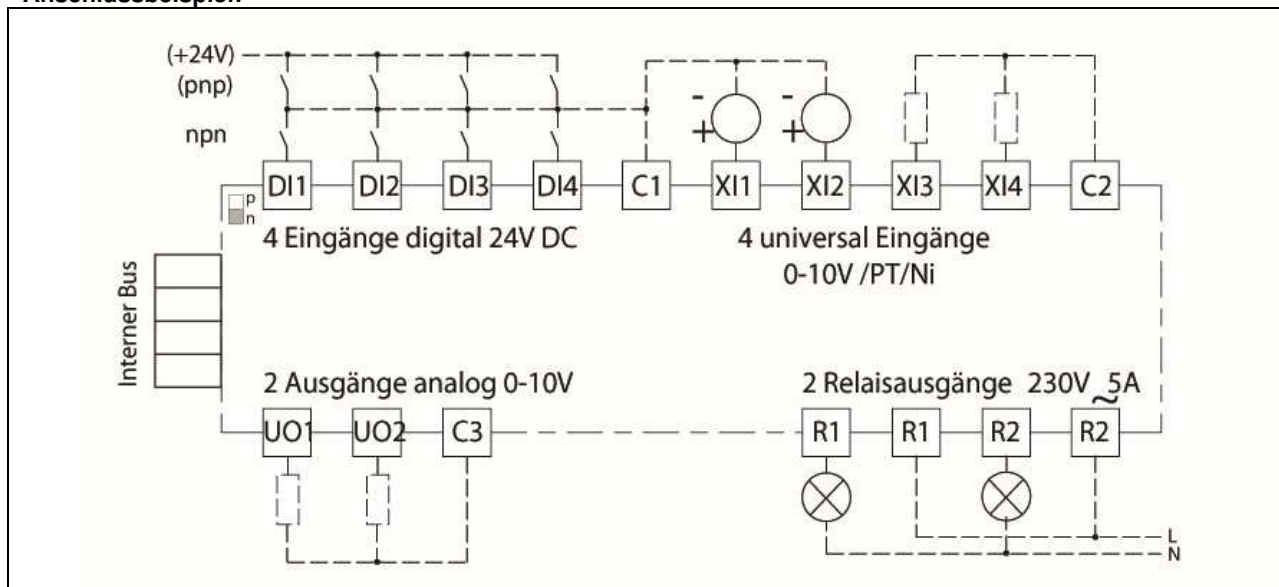 Anschlussbeispiel:
(+24V)
(pnp)
npn
- + - +
DI1 DI2 DI3 DI4 C1 XI1 XI2 XI3 XI4 C2
p
n
4 Eingänge digital 24V DC
4 universal Eingänge
0-10V /PT/Ni
Interner Bus
2 Ausgänge analog 0-10V
2 Relaisausgänge 230V~5A
UO1 UO2 C3 R1 R1 R2 R2
L
N